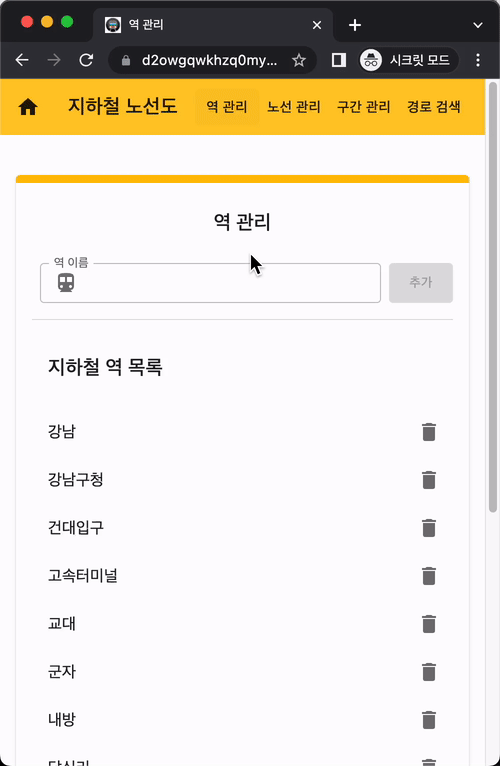 역 관리
d2owgqwkhzq0my... 시크릿 모드
지하철 노선도 역 관리 노선 관리 구간 관리 경로 검색
역 관리
역 이름
추가
지하철 역 목록
강남
강남구청
건대입구
고속터미널
교대
군자
내방